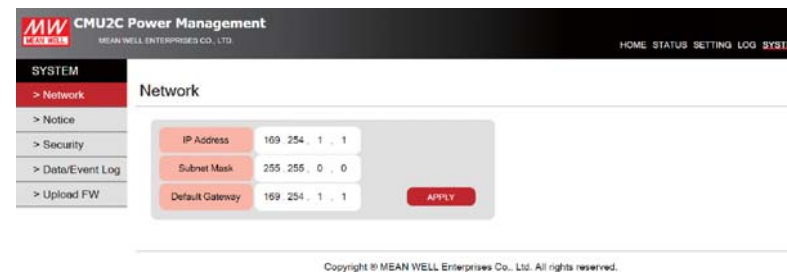 MW CMU2C Power Management
MEAN WELL MEAN WELL ENTERPRISES CO., LTD.
HOME STATUS SETTING LOG SYST
SYSTEM
> Network
Network
> Notice
> Security
IP Address 169 . 254 . 1 . 1
> Data/Event Log
Subnet Mask 255 . 255 . 0 . 0
> Upload FW
Default Gateway 169 . 254 . 1 . 1
APPLY
Copyright © MEAN WELL Enterprises Co., Ltd. All rights reserved.